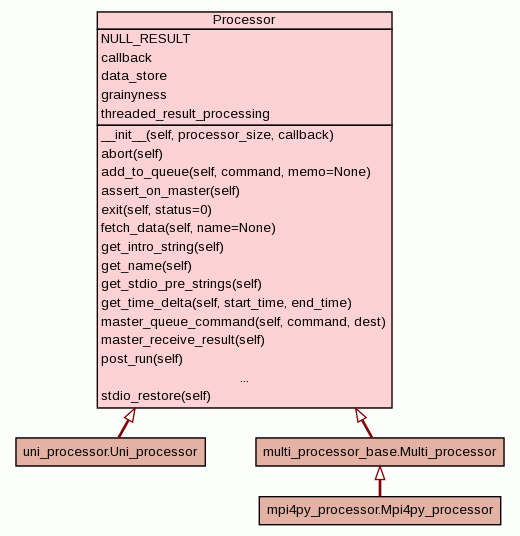 Processor
NULL_RESULT
callback
data_store
grainyness
threaded_result_processing
__init__(self, processor_size, callback)
abort(self)
add_to_queue(self, command, memo=None)
assert_on_master(self)
exit(self, status=0)
fetch_data(self, name=None)
get_intro_string(self)
get_name(self)
get_stdio_pre_strings(self)
get_time_delta(self, start_time, end_time)
master_queue_command(self, command, dest)
master_receive_result(self)
post_run(self)
...
stdio_restore(self)
uni_processor.Uni_processor
multi_processor_base.Multi_processor
mpi4py_processor.Mpi4py_processor